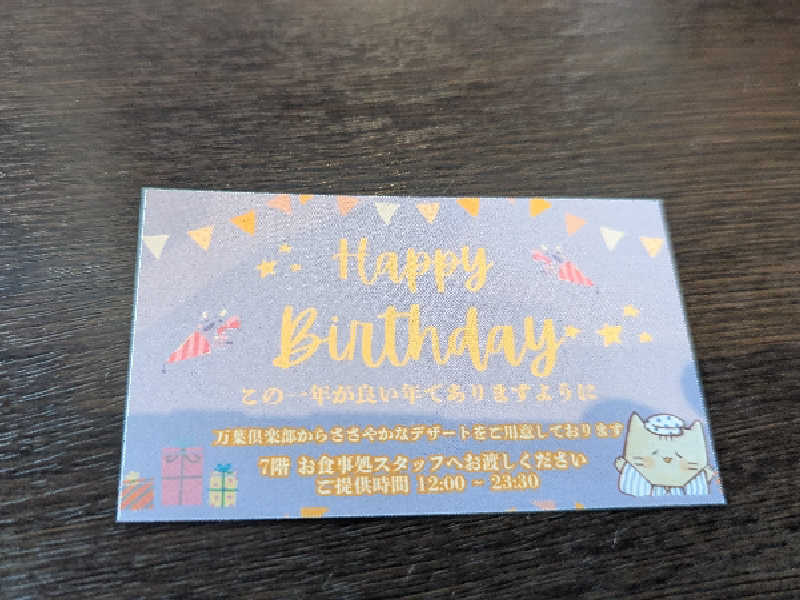 Happy
Birthday
この一年が良い年でありますように
万葉倶楽部からささやかなデザートをご用意しております
7階 お食事処スタッフへお渡しください
ご提供時間 12:00 ~ 23:30